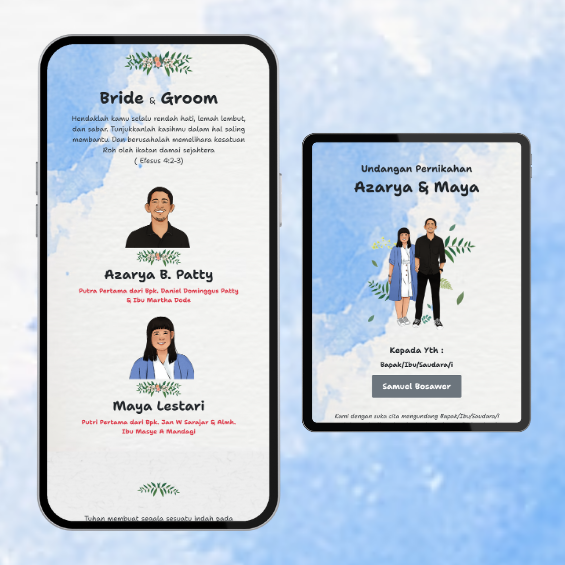 Bride & Groom
Hendaklah kamu selalu rendah hati, lemah lembut,
dan sabar. Tunjukkanlah kasihmu dalam hal saling
membantu. Dan berusahalah memelihara kesatuan
Roh oleh ikatan damai sejahtera
( Efesus 4:2-3)
Azarya B. Patty
Putra Pertama dari Bpk. Daniel Dominggus Patty
& Ibu Martha Dode
Maya Lestari
Putri Pertama dari Bpk. Jan W Sarajar & Almh.
Ibu Masye A Mandagi
Tuhan membuat segala sesuatu indah pada
Undangan Pernikahan
Azarya & Maya
Kepada Yth :
Bapak/Ibu/Saudara/i
Samuel Bosawer
Kami dengan suka cita mengundang Bapak/Ibu/Saudara/i